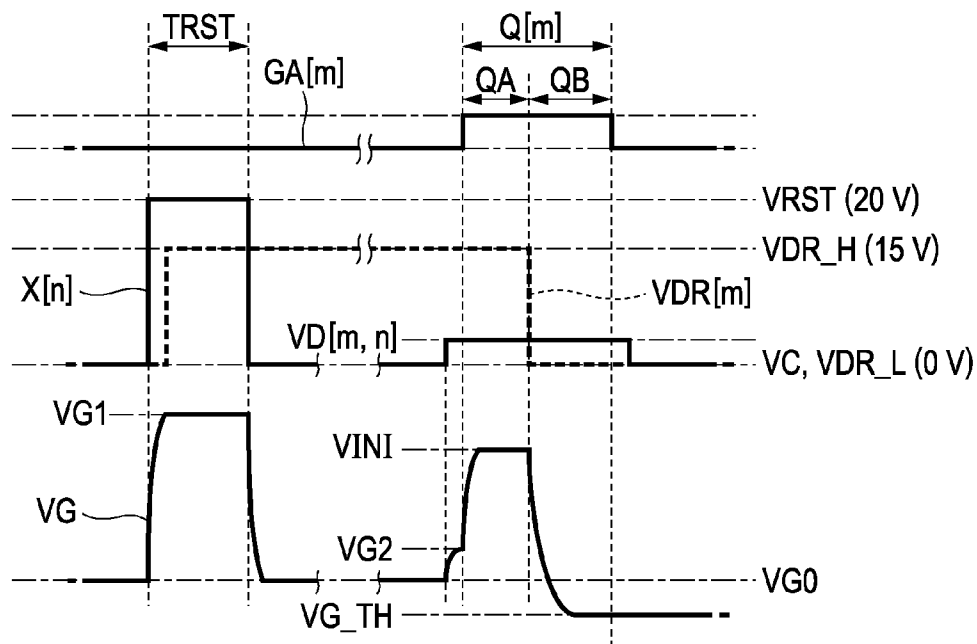 TRST
Q[m]
GA[m]
QA
QB
VRST (20 V)
VDR_H (15 V)
X[n]
VDR[m]
VD[m, n]
VC, VDR_L (0 V)
VG1
VINI
VG
VG2
VG0
VG_TH